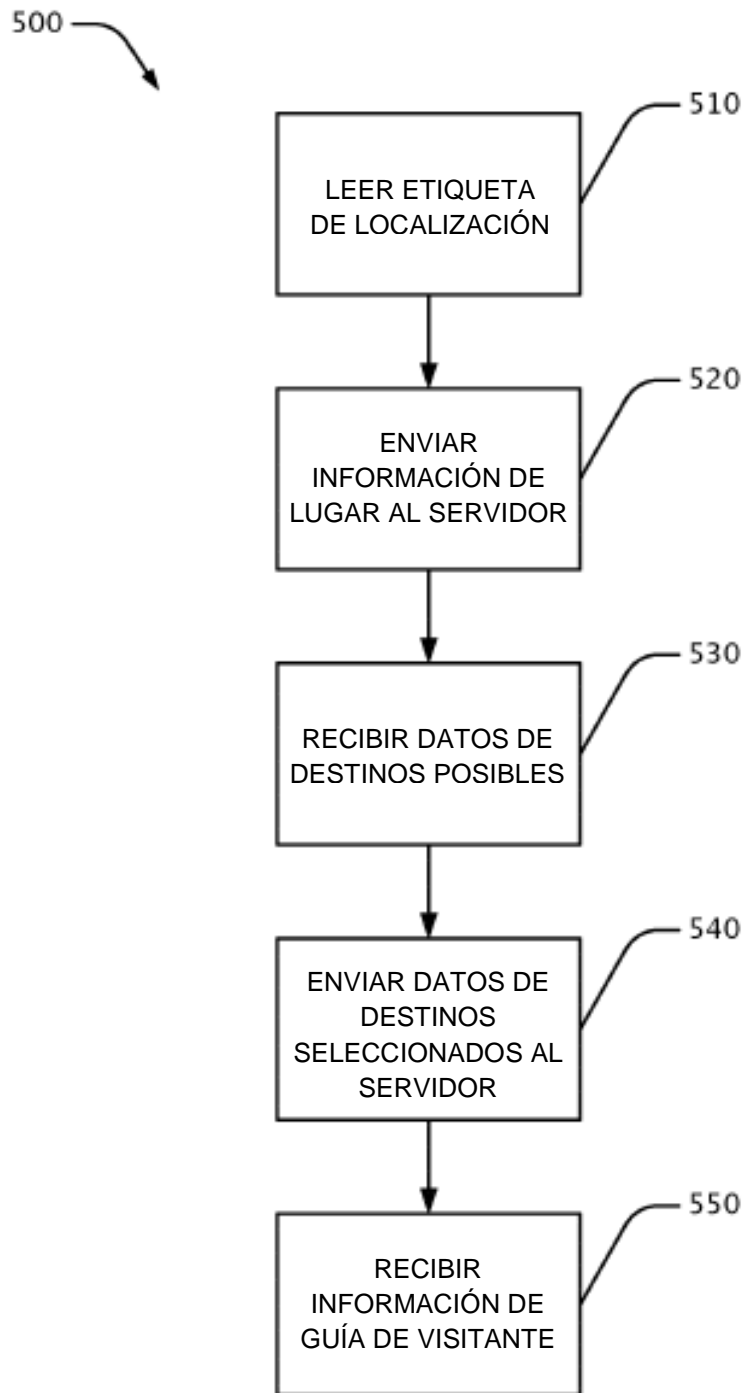 500
510
LEER ETIQUETA
DE LOCALIZACIÓN
520
ENVIAR
INFORMACIÓN DE
LUGAR AL SERVIDOR
530
RECIBIR DATOS DE
DESTINOS POSIBLES
540
ENVIAR DATOS DE
DESTINOS
SELECCIONADOS AL
SERVIDOR
550
RECIBIR
INFORMACIÓN DE
GUÍA DE VISITANTE